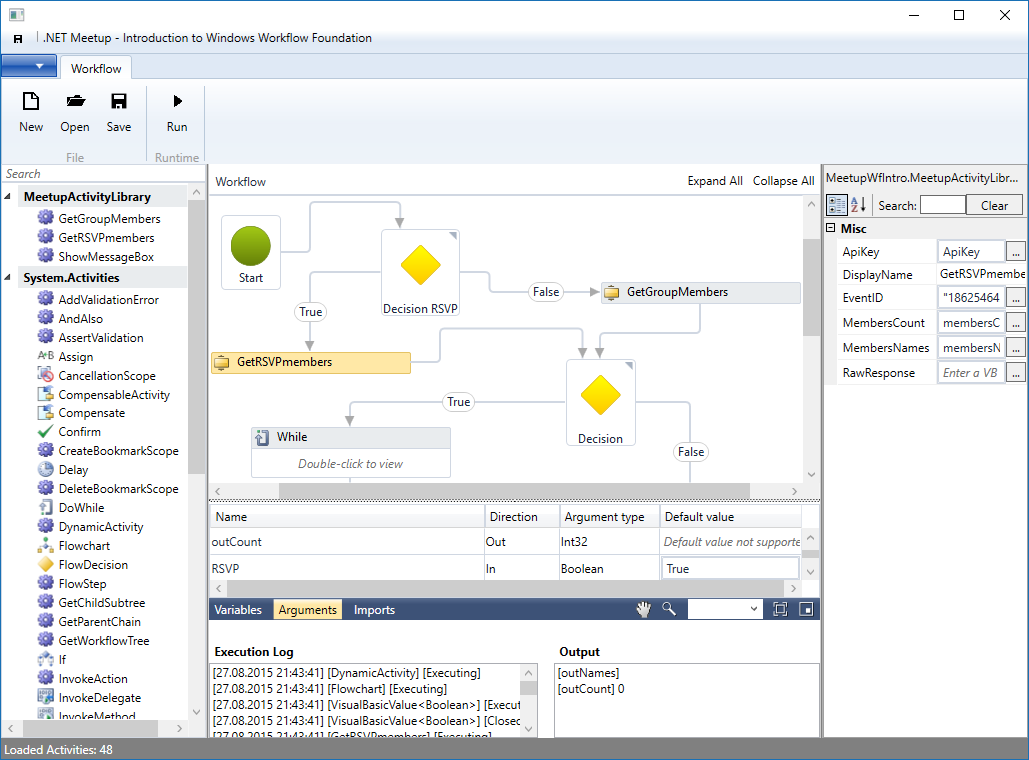 .NET Meetup - Introduction to Windows Workflow Foundation
Workflow
New
Open
Save
Run
File
Runtime
Search
MeetupActivityLibrary
GetGroupMembers
GetRSVPmembers
ShowMessageBox
System.Activities
AddValidationError
AndAlso
AssertValidation
A+B Assign
CancellationScope
CompensableActivity
Compensate
Confirm
CreateBookmarkScope
Delay
DeleteBookmarkScope
DoWhile
DynamicActivity
Flowchart
FlowDecision
FlowStep
GetChildSubtree
GetParentChain
GetWorkflowTree
If
InvokeAction
InvokeDelegate
InvokeMethod
Workflow
Expand All
Collapse All
Start
Decision RSVP
True
False
GetGroupMembers
GetRSVPmembers
True
Decision
False
While
Double-click to view
Name Direction Argument type Default value
outCount Out Int32 Default value not supporte
RSVP In Boolean True
Variables Arguments Imports
Execution Log
[27.08.2015 21:43:41] [DynamicActivity] [Executing]
[27.08.2015 21:43:41] [Flowchart] [Executing]
[27.08.2015 21:43:41] [VisualBasicValue<Boolean>] [Execut
[27.08.2015 21:43:41] [VisualBasicValue<Boolean>] [Closec
[27.08.2015 21:43:41] [GetRSVPmembers] [Executing]
Output
[outNames]
[outCount] 0
MeetupWfIntro.MeetupActivityLibr...
A Z Search: Clear
Misc
ApiKey ApiKey ...
DisplayName GetRSVPmembe
EventID "18625464 ...
MembersCount membersC ...
MembersNames membersN ...
RawResponse Enter a VB ...
Loaded Activities: 48